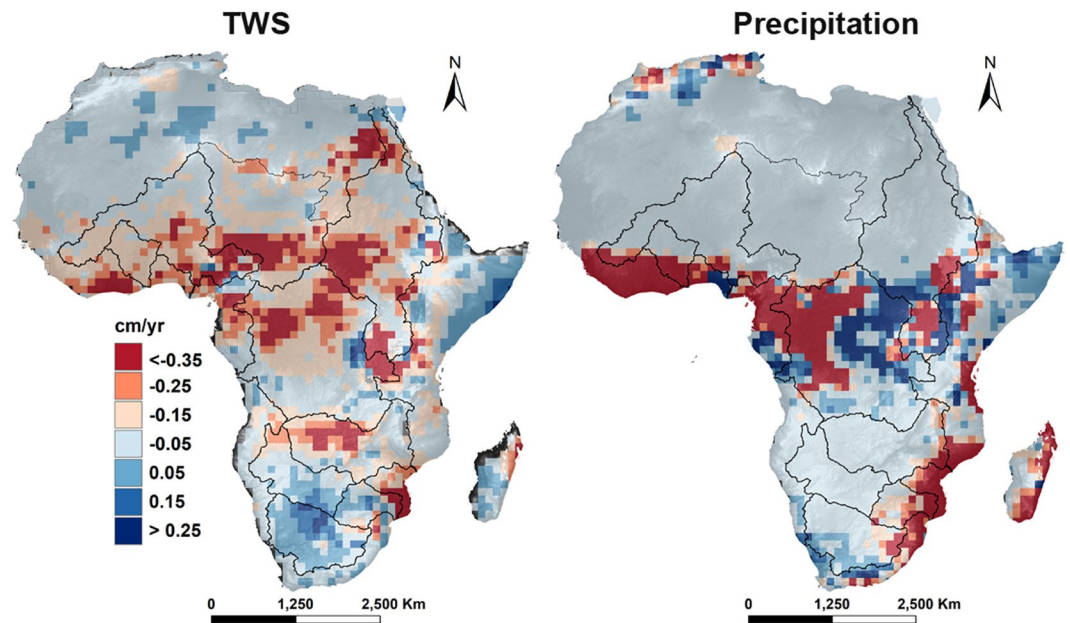 TWS
Precipitation
N
N
cm/yr
<-0.35
-0.25
-0.15
-0.05
0.05
0.15
> 0.25
0 1,250 2,500 Km
0 1,250 2,500 Km